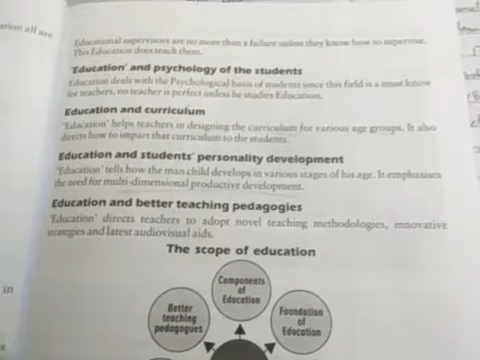 ation all are
Educational supervisors are no more than a failure unless they know how to supervise.
This Education does teach them.
'Education' and psychology of the students
Education deals with the Psychological basis of students since this field is a must know
for teachers, no teacher is perfect unless he studies Education.
Education and curriculum
'Education' helps teachers in designing the curriculum for various age groups. It also
directs how to impart that curriculum to the students.
Education and students' personality development
'Education' tells how the man child develops in various stages of his age. It emphasises
the need for multi-dimensional productive development.
Education and better teaching pedagogies
'Education' directs teachers to adopt novel teaching methodologies, innovative
strategies and latest audiovisual aids.
The scope of education
Components
of
Education
Better
teaching
pedagogues
Foundation
of
Education
in
s